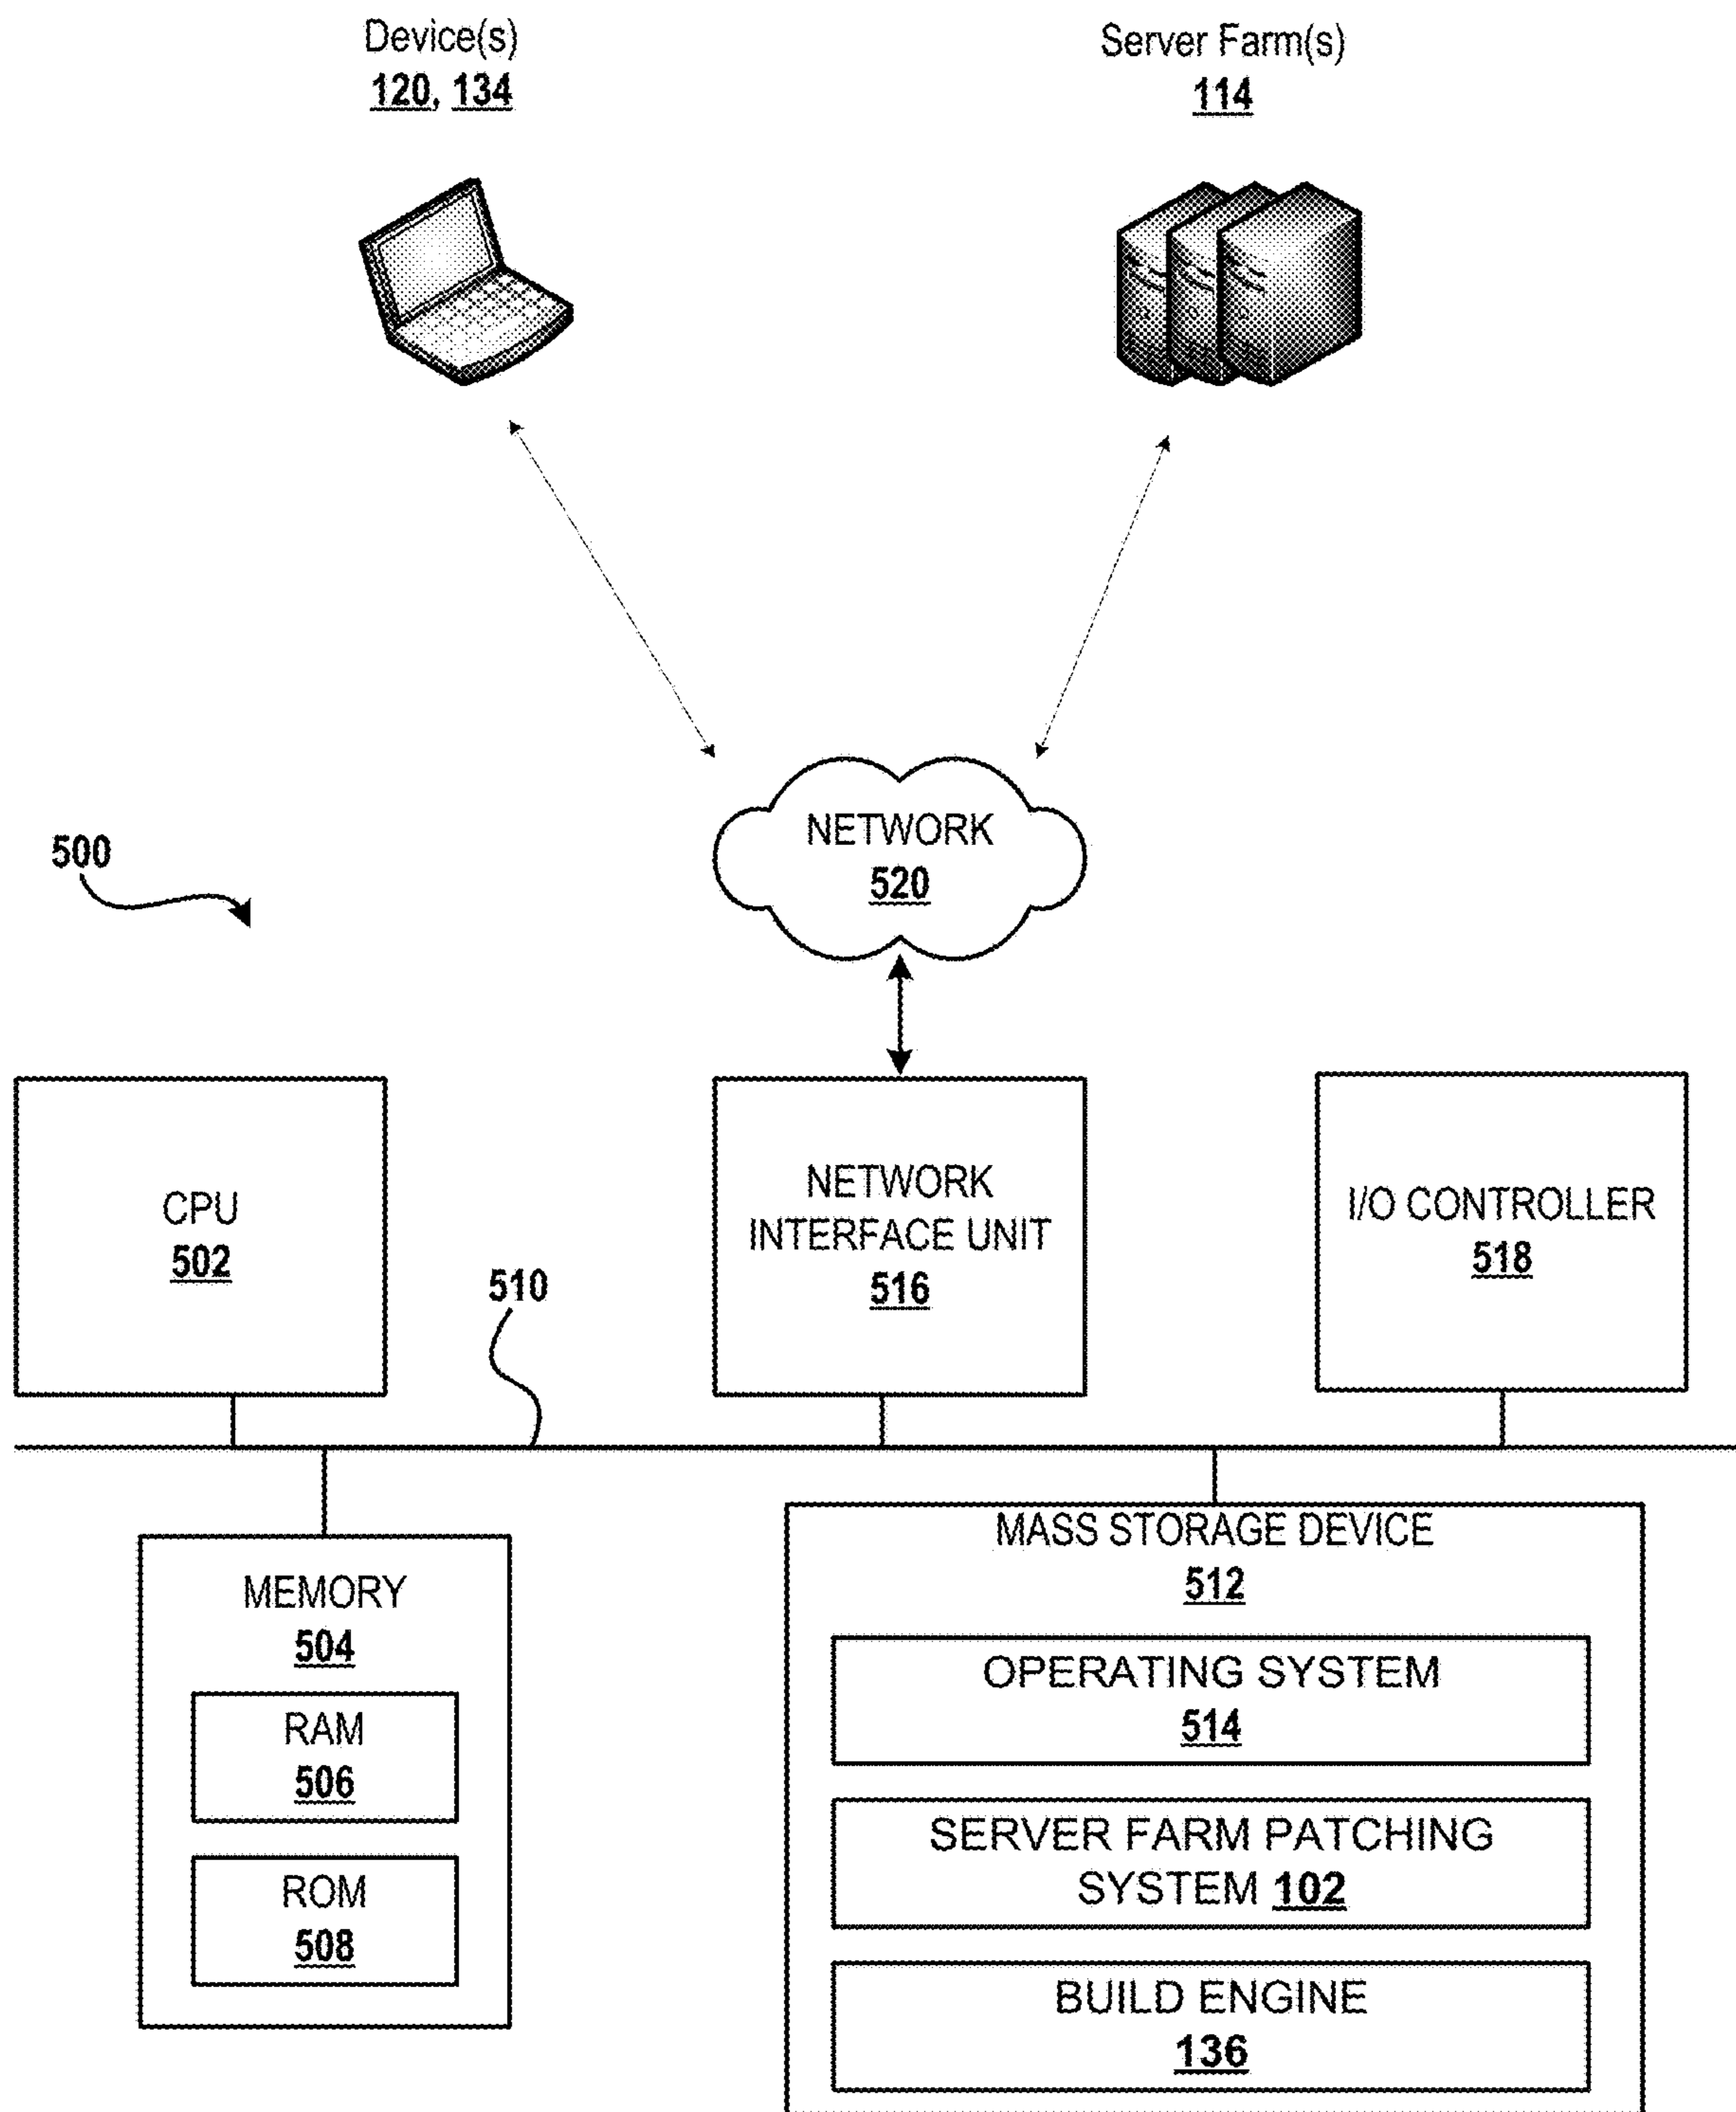 Device(s)
120, 134
Server Farm(s)
114
NETWORK
520
500
CPU
502
NETWORK
INTERFACE UNIT
516
I/O CONTROLLER
518
510
MEMORY
504
RAM
506
ROM
508
MASS STORAGE DEVICE
512
OPERATING SYSTEM
514
SERVER FARM PATCHING
SYSTEM 102
BUILD ENGINE
136